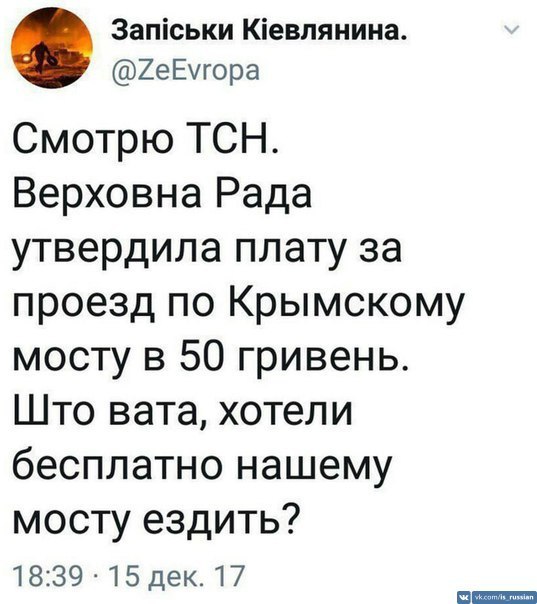 Запіськи Кіевлянина.
@ZeEvropa
Смотрю ТСН.
Верховна Рада
утвердила плату за
проезд по Крымскому
мосту в 50 гривень.
Што вата, хотели
бесплатно нашему
мосту ездить?
18:39 · 15 дек. 17
vk.com/is_russian